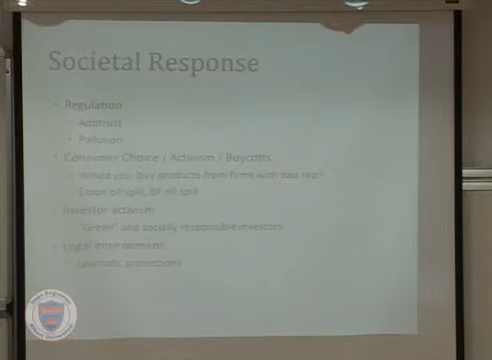 Societal Response
Regulation
Antitrust
Pollution
Consumer Choice / Activism / Boycotts
Would you buy products from firms with bad rep?
Exxon oil spill, BP oil spill
Investor activism
"Green" and socially responsible investors
Legal environment
Lawsuits, protections